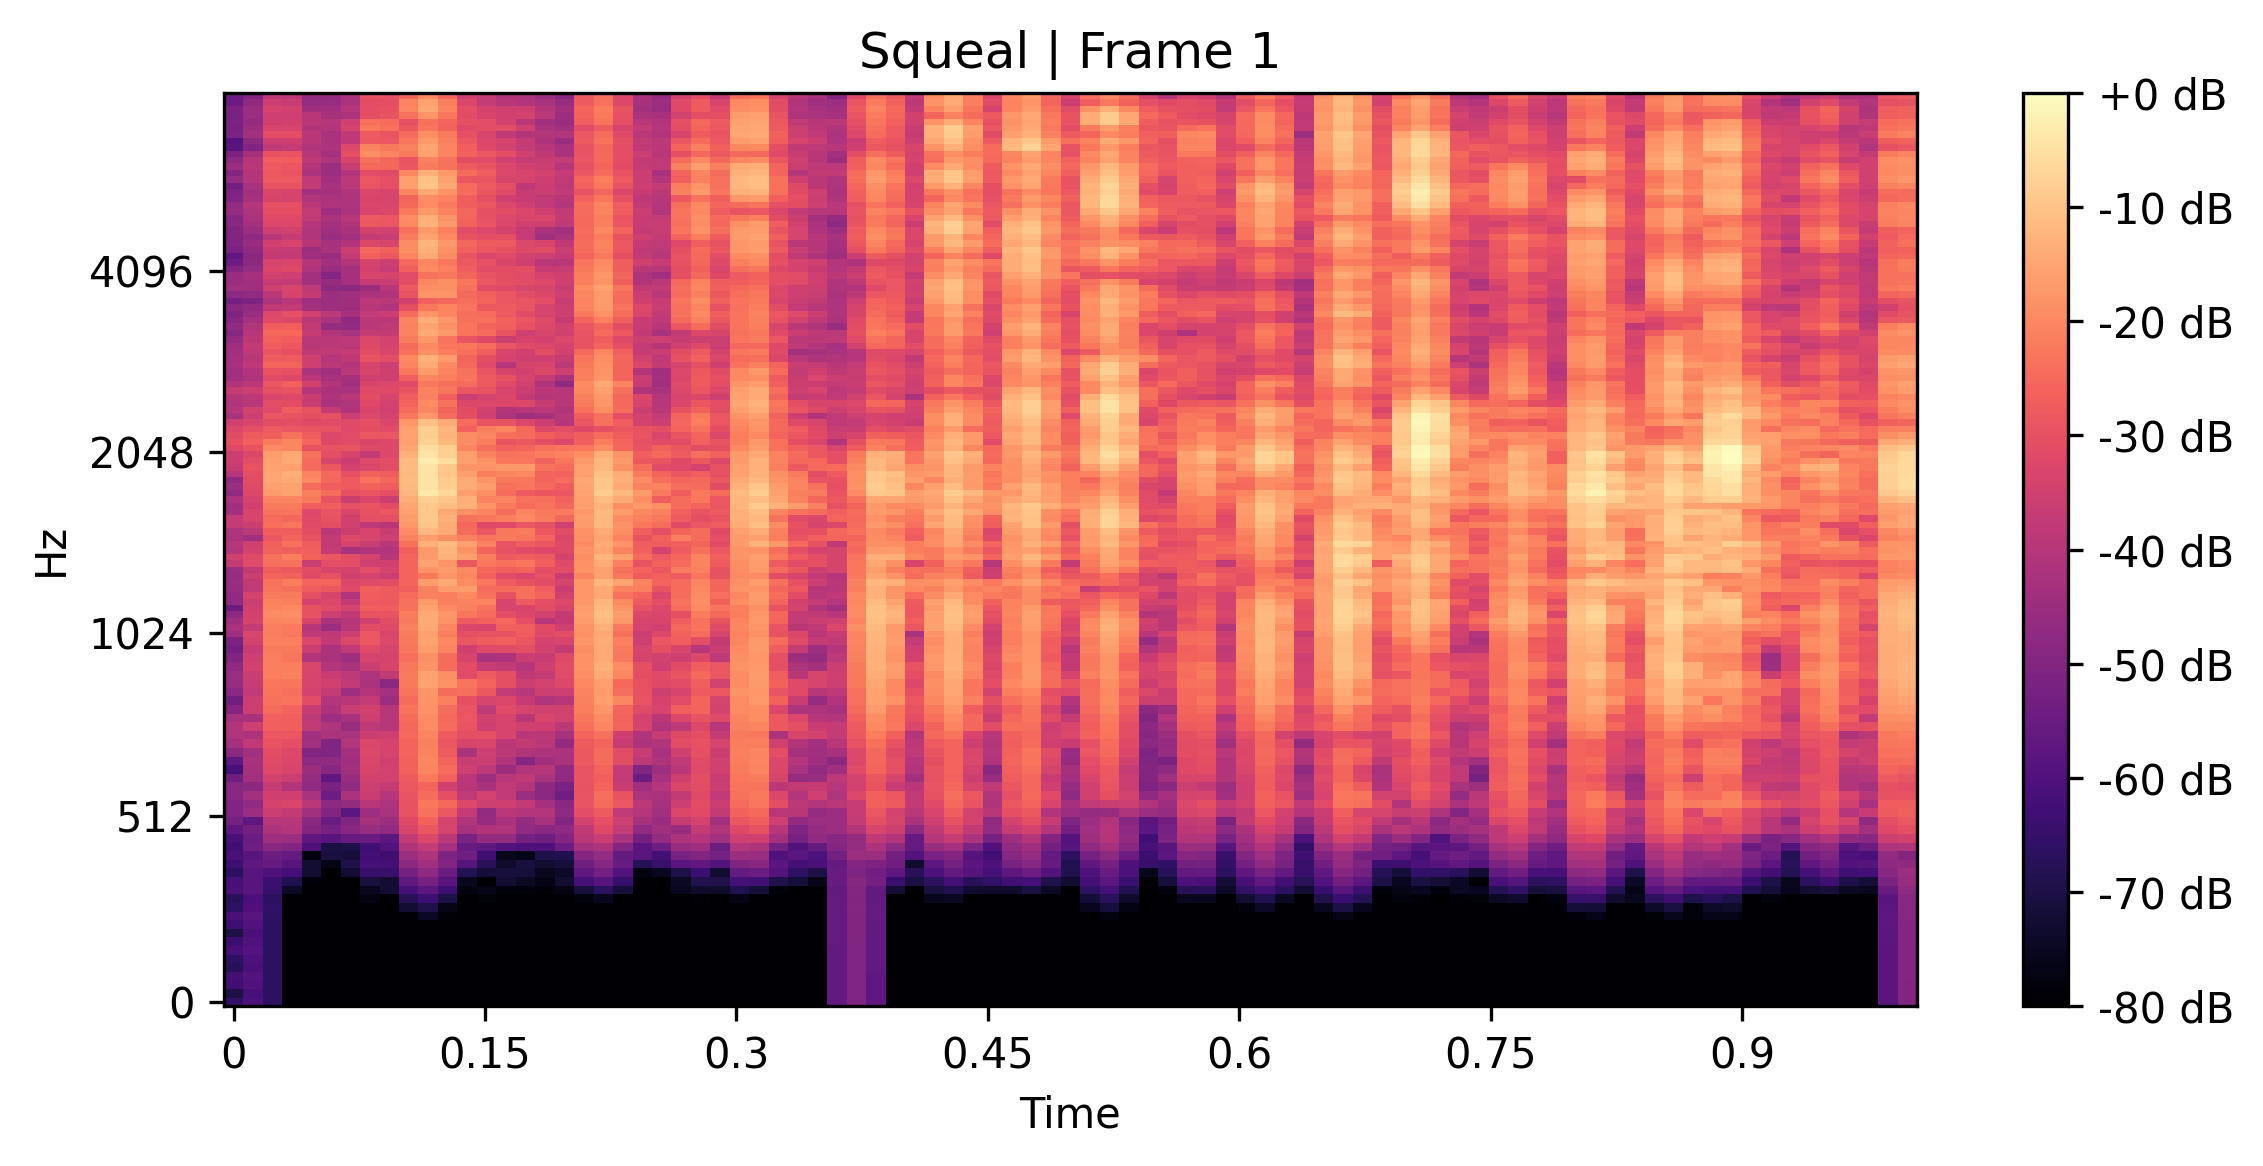 Squeal | Frame 1
+0 dB
-10 dB
-20 dB
-30 dB
-40 dB
-50 dB
-60 dB
-70 dB
-80 dB
4096
2048
1024
512
0
Hz
0 0.15 0.3 0.45 0.6 0.75 0.9
Time